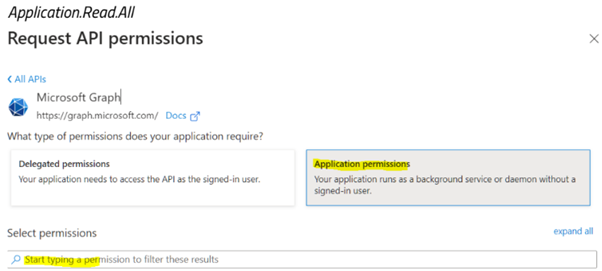 Application.Read.All
Request API permissions
All APIs
Microsoft Graph
https://graph.microsoft.com/ Docs
What type of permissions does your application require?
Delegated permissions
Your application needs to access the API as the signed-in user.
Application permissions
Your application runs as a background service or daemon without a
signed-in user.
Select permissions
expand all
Start typing a permission to filter these results